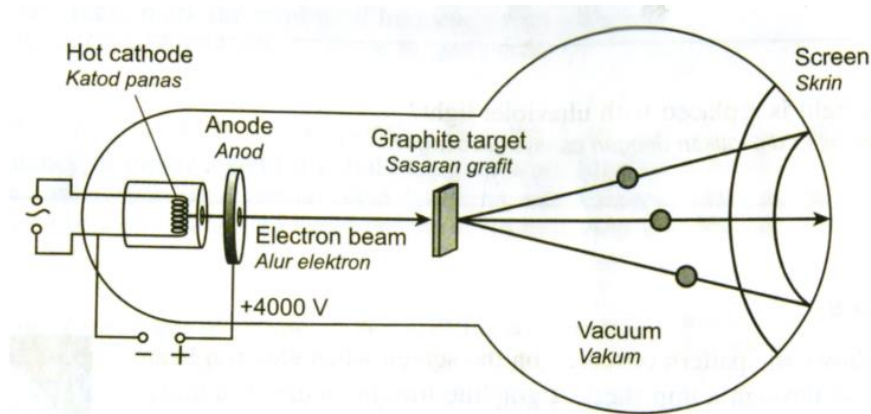 Hot cathode
Katod panas
Anode
Anod
Graphite target
Sasaran grafit
Screen
Skrin
Electron beam
Alur elektron
+4000 V
− +
Vacuum
Vakum